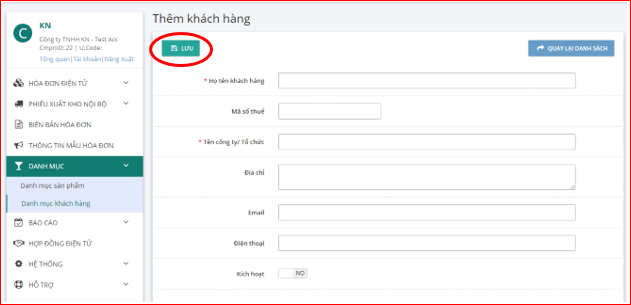 KN
Công ty TNHH KN - Test Acc
CmpnID: 22 | U.Code:
Tổng quan| Tài khoản| Đăng Xuất
HÓA ĐƠN ĐIỆN TỬ
PHIẾU XUẤT KHO NỘI BỘ
BIÊN BẢN HÓA ĐƠN
THÔNG TIN MẪU HÓA ĐƠN
DANH MỤC
Danh mục sản phẩm
Danh mục khách hàng
BÁO CÁO
HỢP ĐỒNG ĐIỆN TỬ
HỆ THỐNG
HỖ TRỢ
Thêm khách hàng
LƯU
QUAY LẠI DANH SÁCH
* Họ tên khách hàng
Mã số thuế
* Tên công ty/ Tổ chức
Địa chỉ
Email
Điện thoại
Kích hoạt
NO